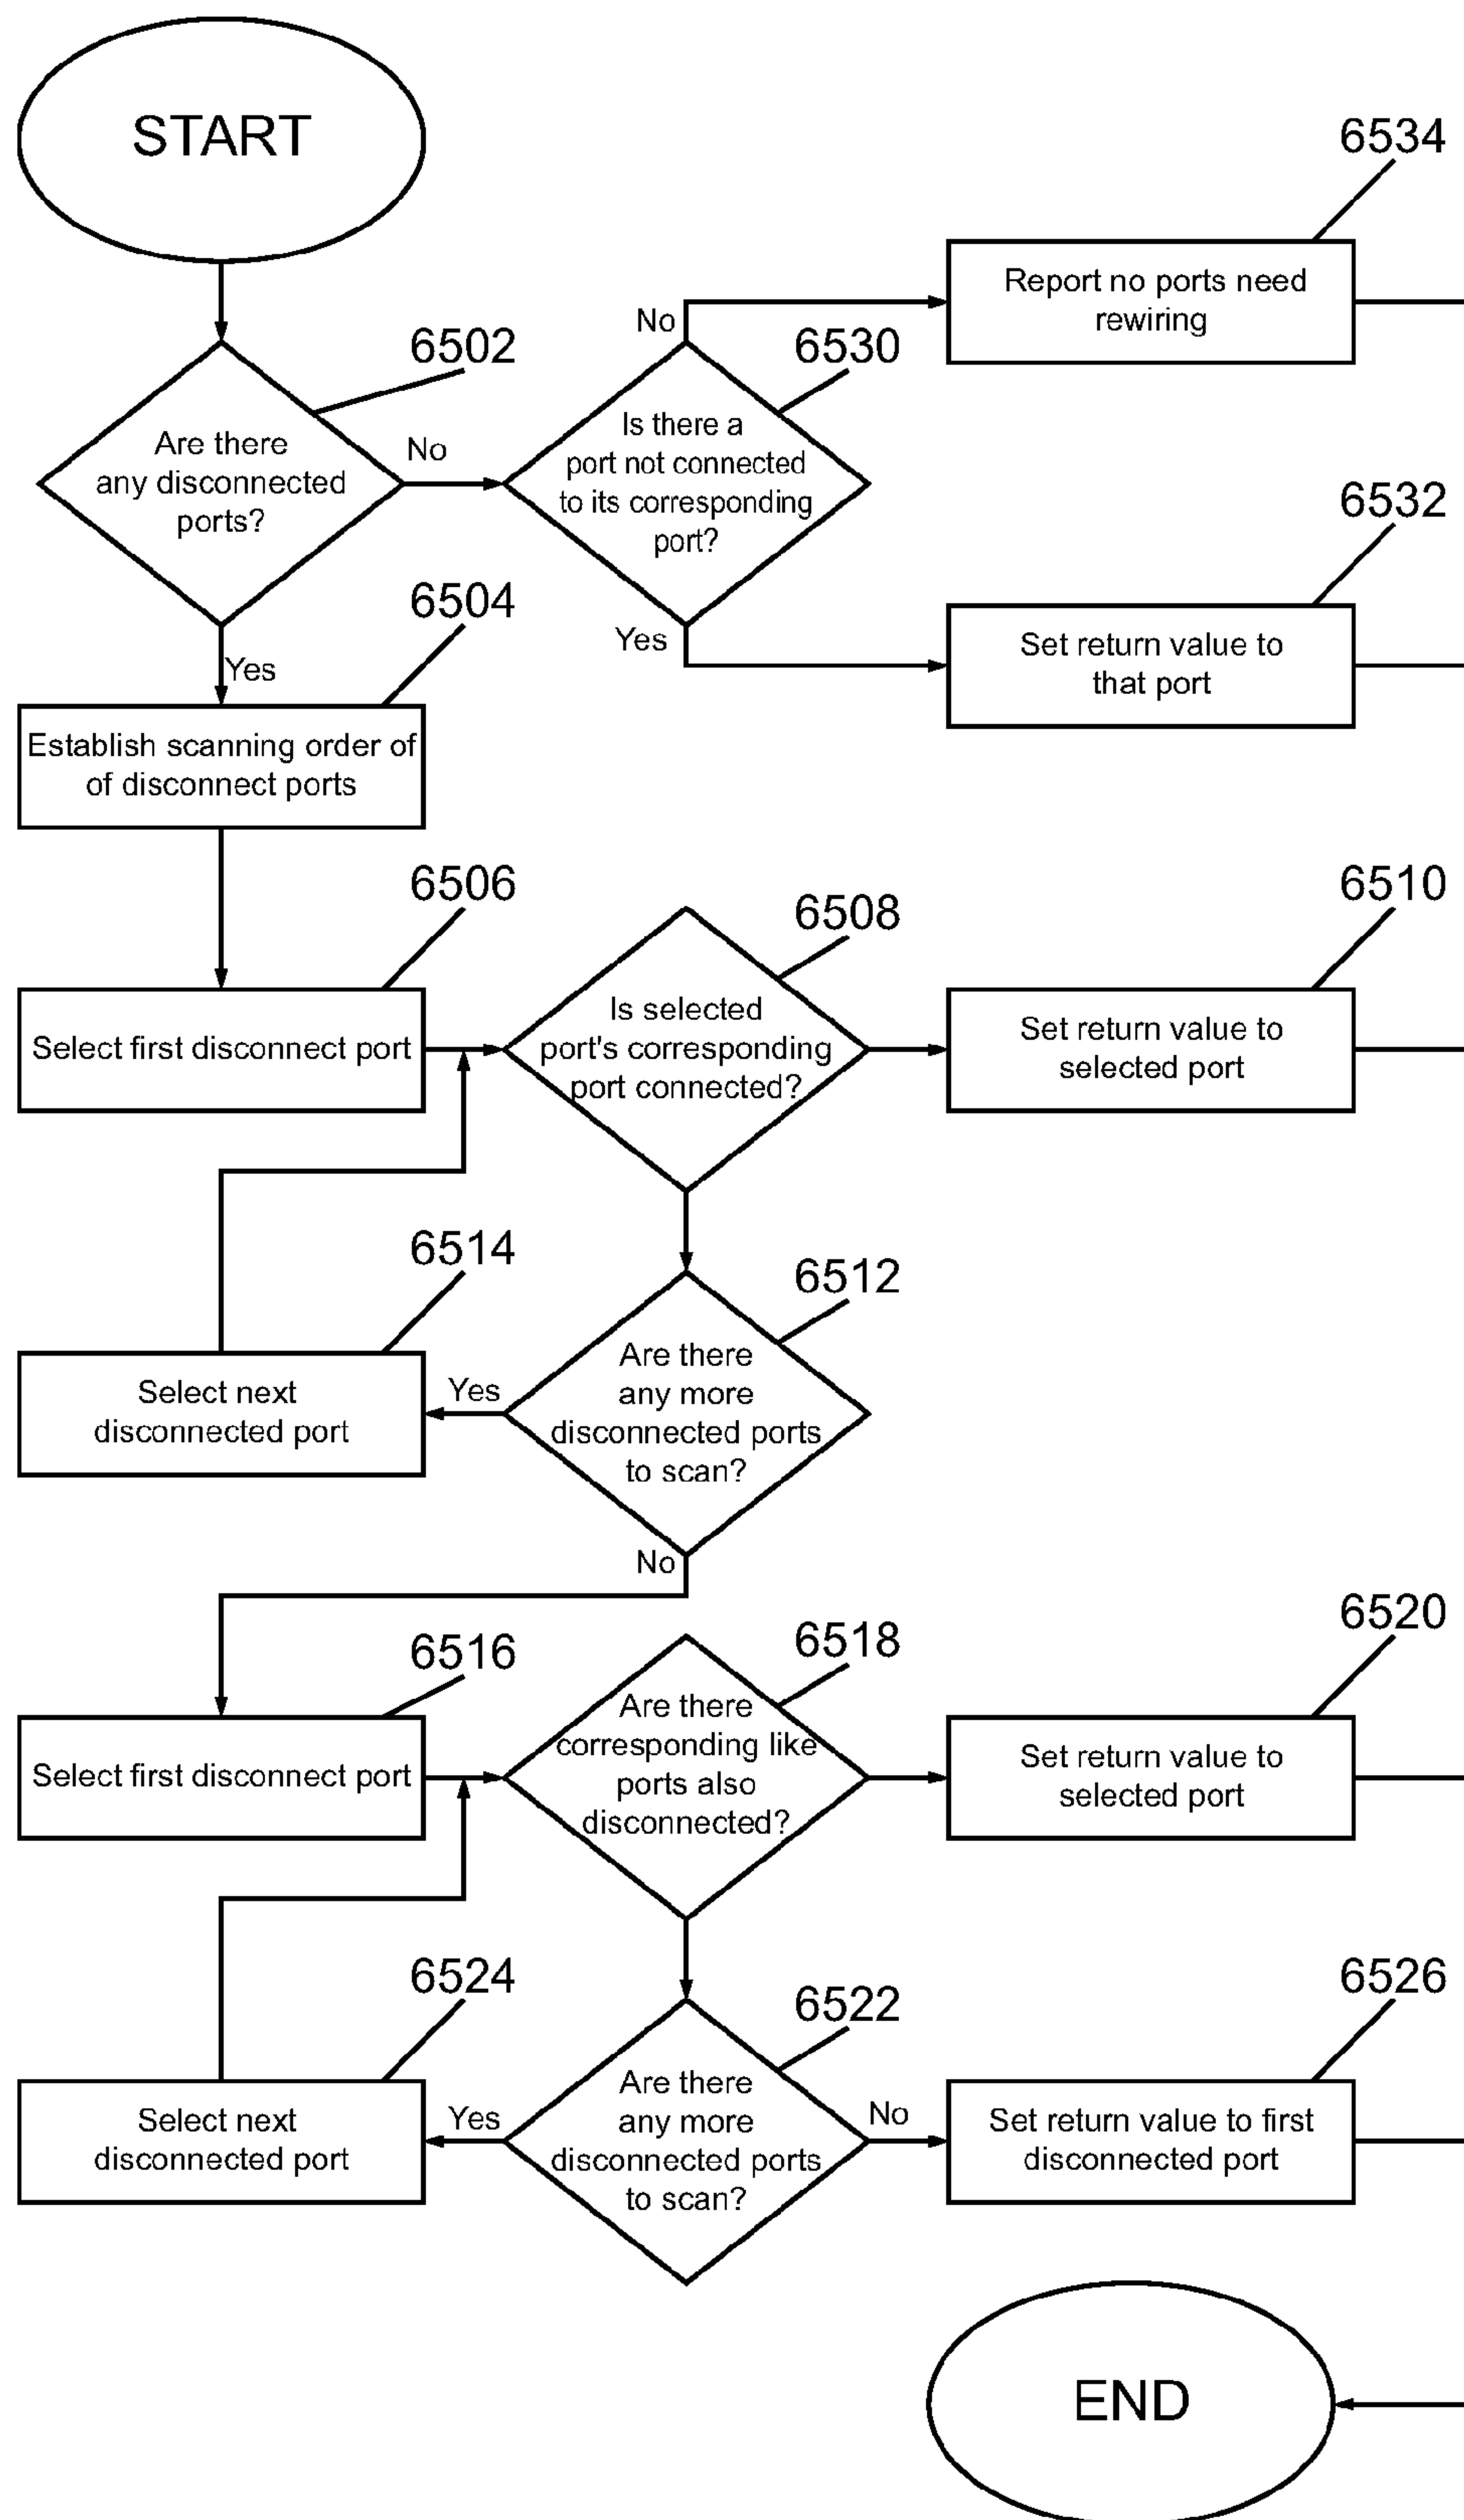 START
6534
Report no ports need
rewiring
No
6502
6530
Are there
any disconnected
ports?
No
Is there a
port not connected
to its corresponding
port?
6532
Yes
Set return value to
that port
6504
Yes
Establish scanning order of
of disconnect ports
6506
6508
6510
Select first disconnect port
Is selected
port's corresponding
port connected?
Set return value to
selected port
6514
6512
Select next
disconnected port
Yes
Are there
any more
disconnected ports
to scan?
No
6516
6518
6520
Select first disconnect port
Are there
corresponding like
ports also
disconnected?
Set return value to
selected port
6524
6522
6526
Select next
disconnected port
Yes
Are there
any more
disconnected ports
to scan?
No
Set return value to first
disconnected port
END